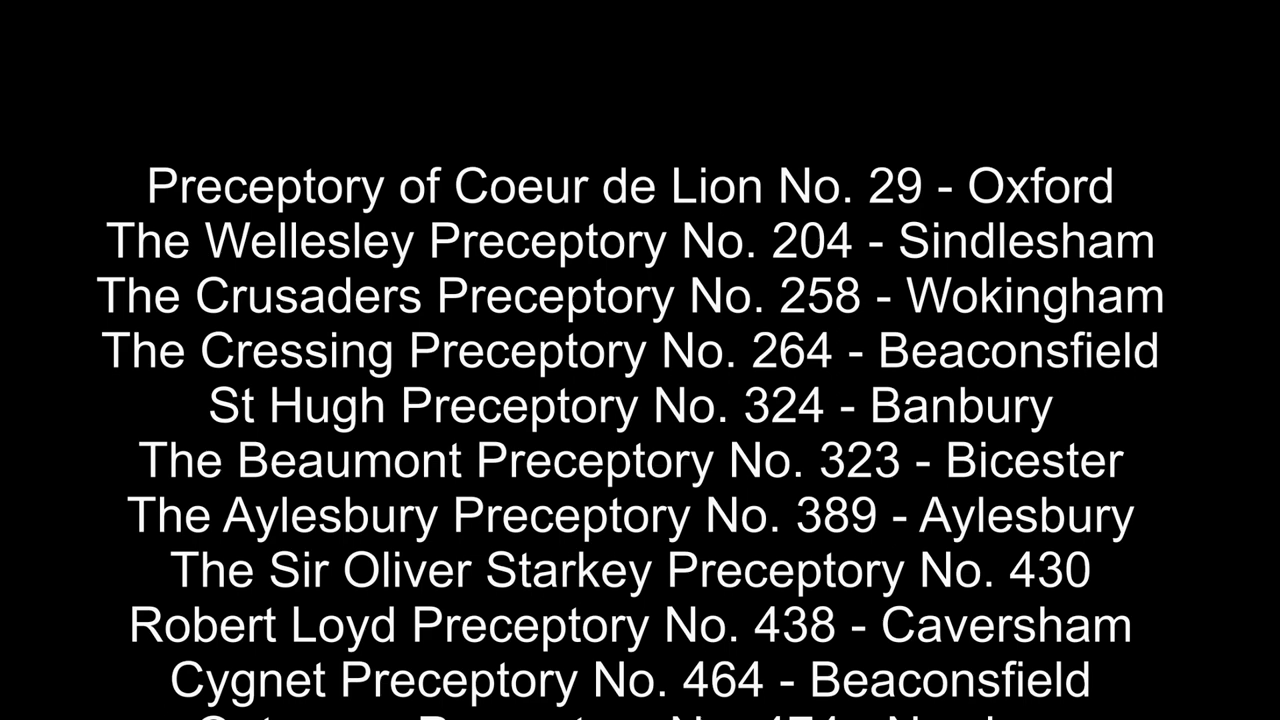 Preceptory of Coeur de Lion No. 29 - Oxford
The Wellesley Preceptory No. 204 - Sindlesham
The Crusaders Preceptory No. 258 - Wokingham
The Cressing Preceptory No. 264 - Beaconsfield
St Hugh Preceptory No. 324 - Banbury
The Beaumont Preceptory No. 323 - Bicester
The Aylesbury Preceptory No. 389 - Aylesbury
The Sir Oliver Starkey Preceptory No. 430
Robert Loyd Preceptory No. 438 - Caversham
Cygnet Preceptory No. 464 - Beaconsfield